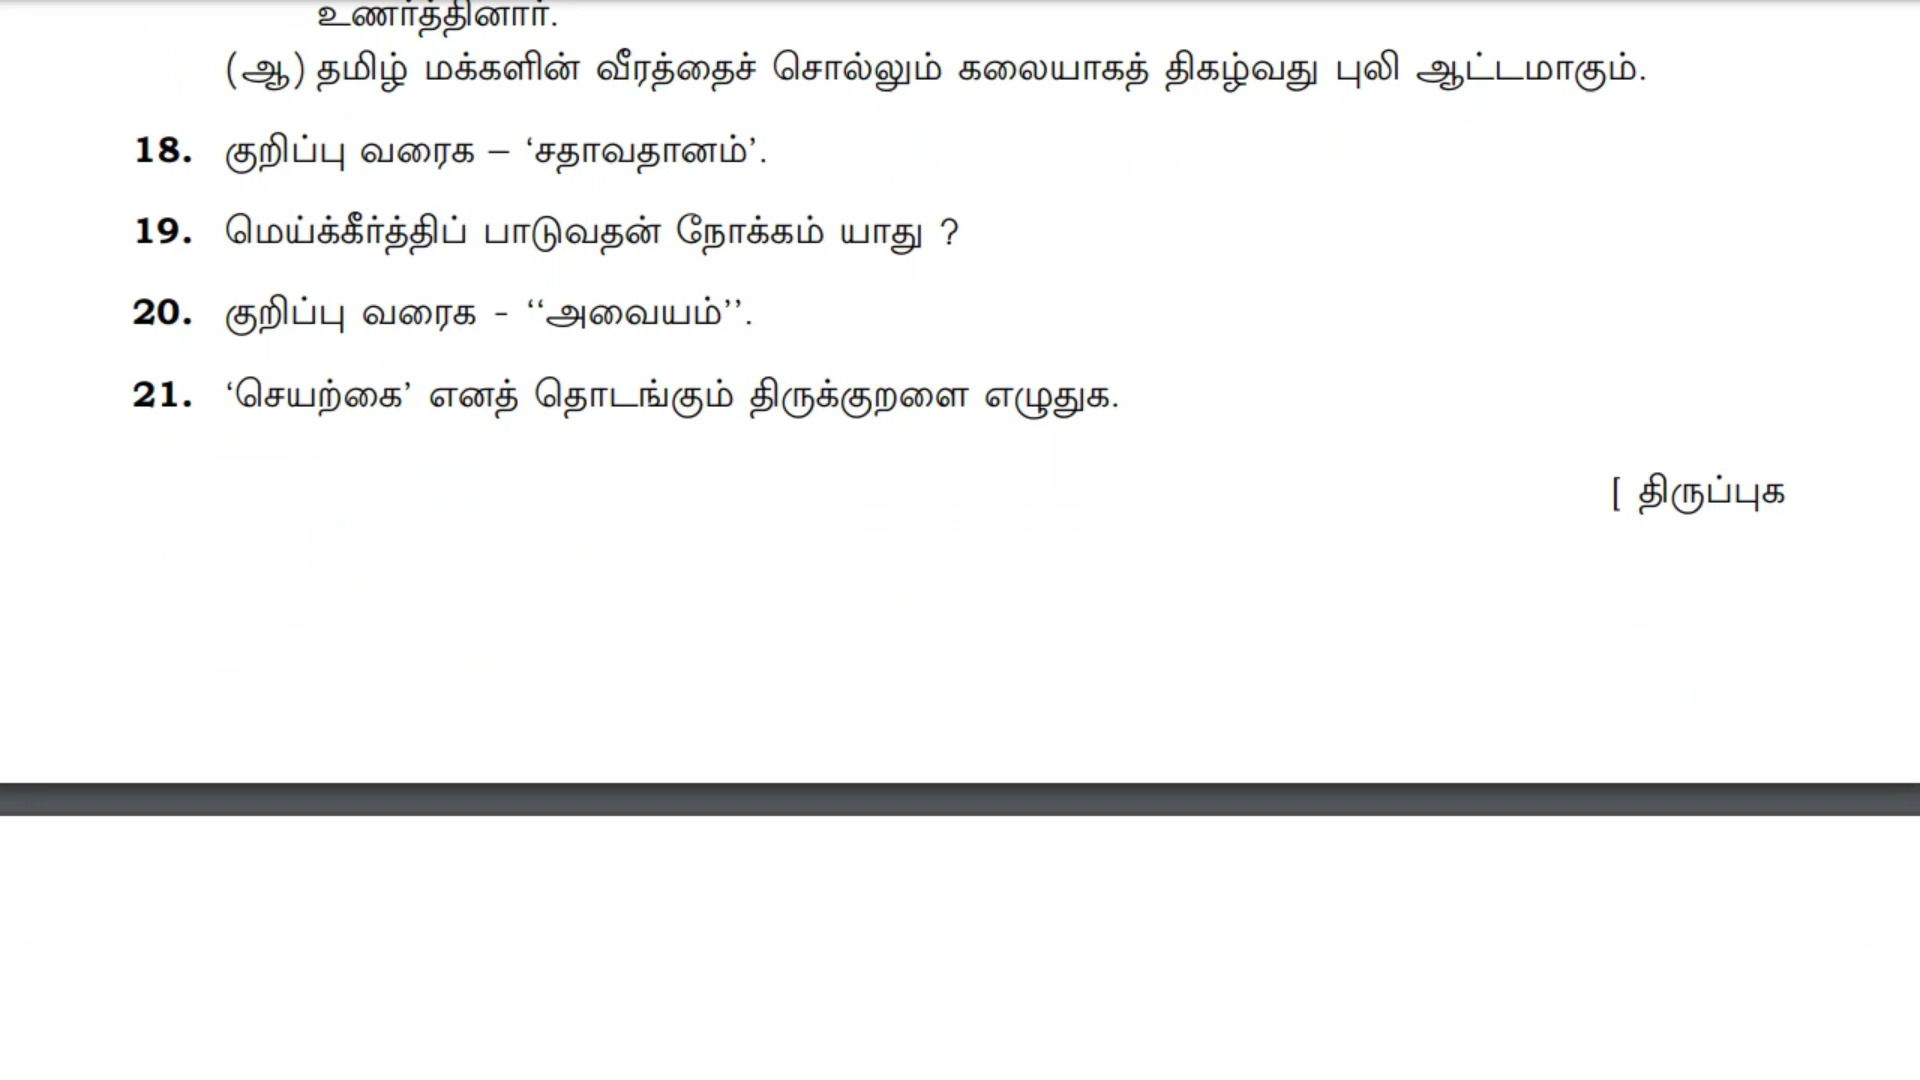 உணர்த்தினார்.
(ஆ) தமிழ் மக்களின் வீரத்தைச் சொல்லும் கலையாகத் திகழ்வது புலி ஆட்டமாகும்.
18. குறிப்பு வரைக – ‘சதாவதானம்’.
19. மெய்க்கீர்த்திப் பாடுவதன் நோக்கம் யாது ?
20. குறிப்பு வரைக - ‘‘அவையம்’’.
21. ‘செயற்கை’ எனத் தொடங்கும் திருக்குறளை எழுதுக.
[ திருப்புக